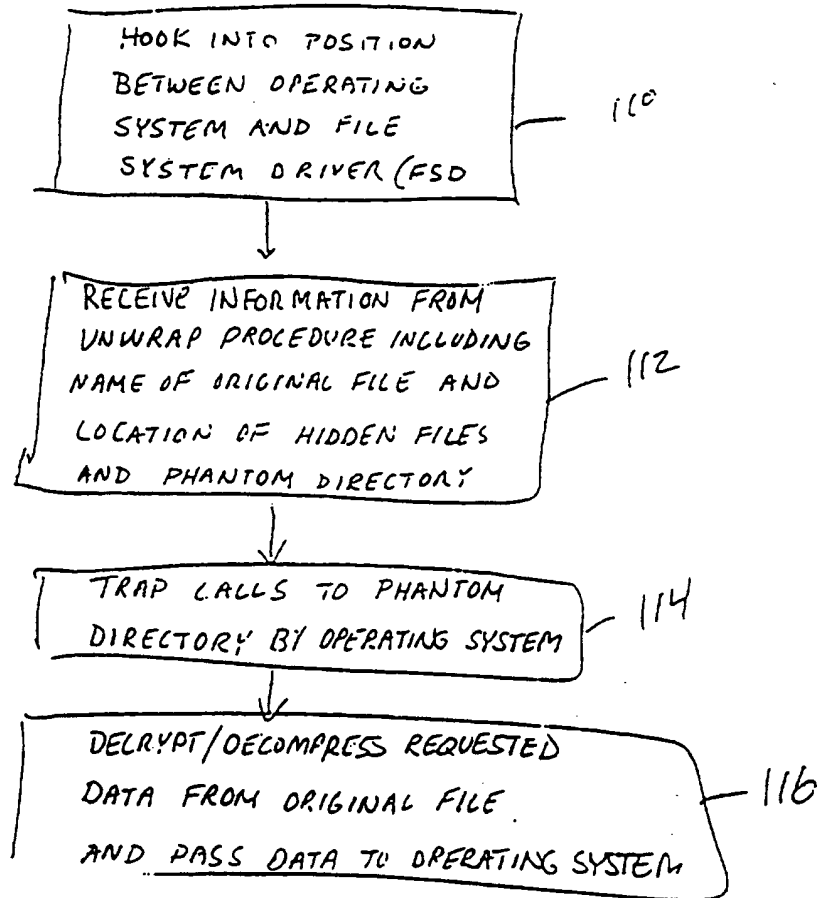 HOOK INTO POSITION
BETWEEN OPERATING
SYSTEM AND FILE
SYSTEM DRIVER (FSD
110
RECEIVE INFORMATION FROM
UNWRAP PROCEDURE INCLUDING
NAME OF ORIGINAL FILE AND
LOCATION OF HIDDEN FILES
AND PHANTOM DIRECTORY
112
TRAP CALLS TO PHANTOM
DIRECTORY BY OPERATING SYSTEM
114
DECRYPT/DECOMPRESS REQUESTED
DATA FROM ORIGINAL FILE
AND PASS DATA TO OPERATING SYSTEM
116